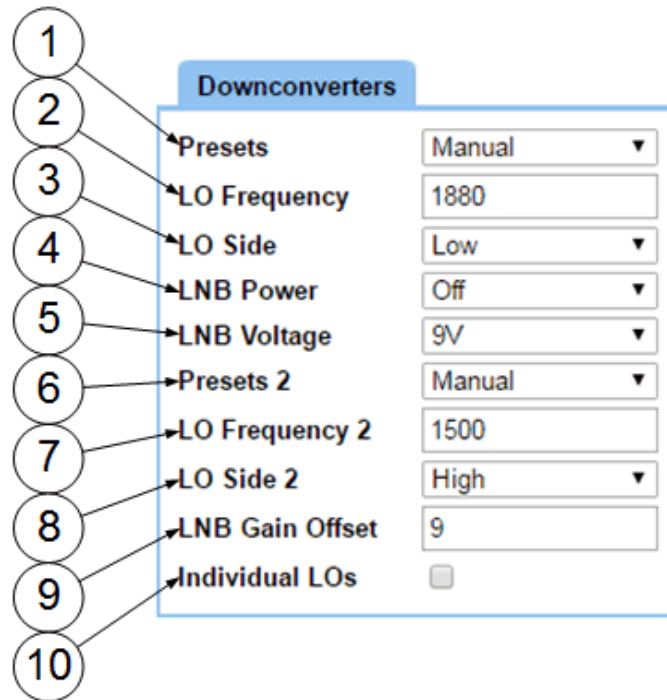 1
Downconverters
2
Presets Manual
3
LO Frequency 1880
LO Side Low
4
LNB Power Off
5
LNB Voltage 9V
6
Presets 2 Manual
7
LO Frequency 2 1500
LO Side 2 High
8
LNB Gain Offset 9
9
Individual LOs
10